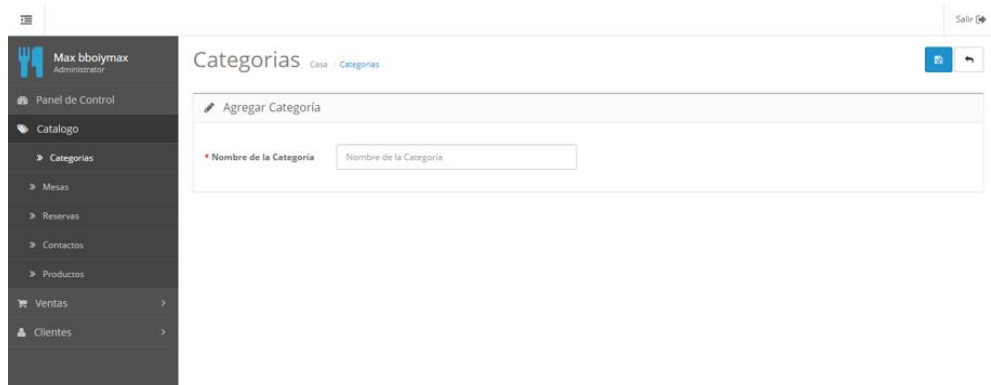 Salir
Max bboiymax
Administrator
Categorias Casa / Categorias
Panel de Control
Agregar Categoría
Catalogo
Categorias
* Nombre de la Categoría Nombre de la Categoría
Mesas
Reservas
Contactos
Productos
Ventas
Clientes